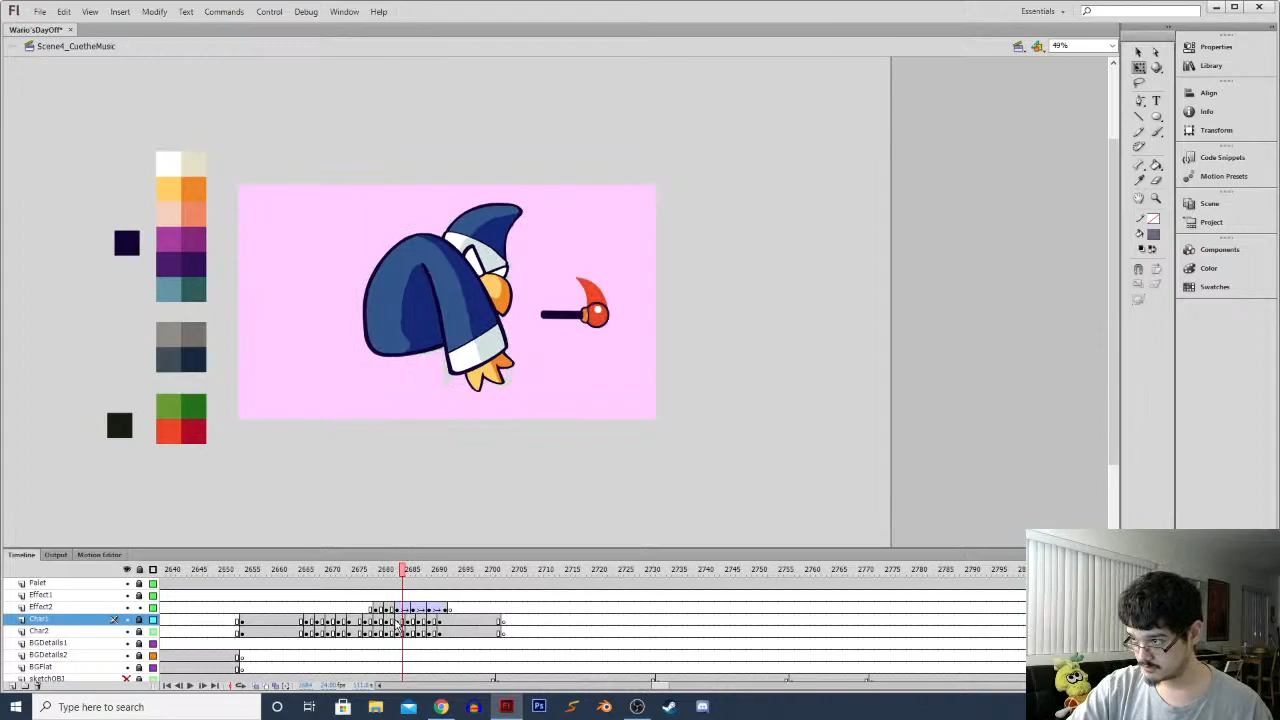 Fl File Edit View Insert Modify Text Commands Control Debug Window Help Essentials
Wario'sDayOff* ×
Scene4_CuetheMusic 49%
Properties
Library
Align
Info
Transform
Code Snippets
Motion Presets
Scene
Project
Components
Color
Swatches
Timeline Output Motion Editor
2640 2645 2650 2655 2660 2665 2670 2675 2680 2685 2690 2695 2700 2705 2710 2715 2720 2725 2730 2735 2740 2745 2750 2755 2760 2765 2770 2775 2780 2785 2790 2795
Palet
Effect1
Effect2
Char1
Char2
BGDetails1
BGDetails2
BGFlat
sketchOBJ
24.00 fps
Type here to search